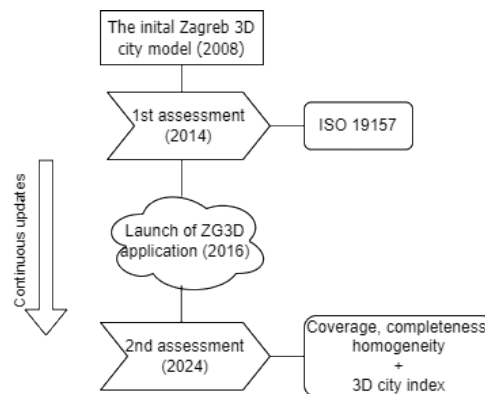 The inital Zagreb 3D
city model (2008)
1st assessment
(2014)
ISO 19157
Continuous updates
Launch of ZG3D
application (2016)
2nd assessment
(2024)
Coverage, completeness
homogeneity
+
3D city index